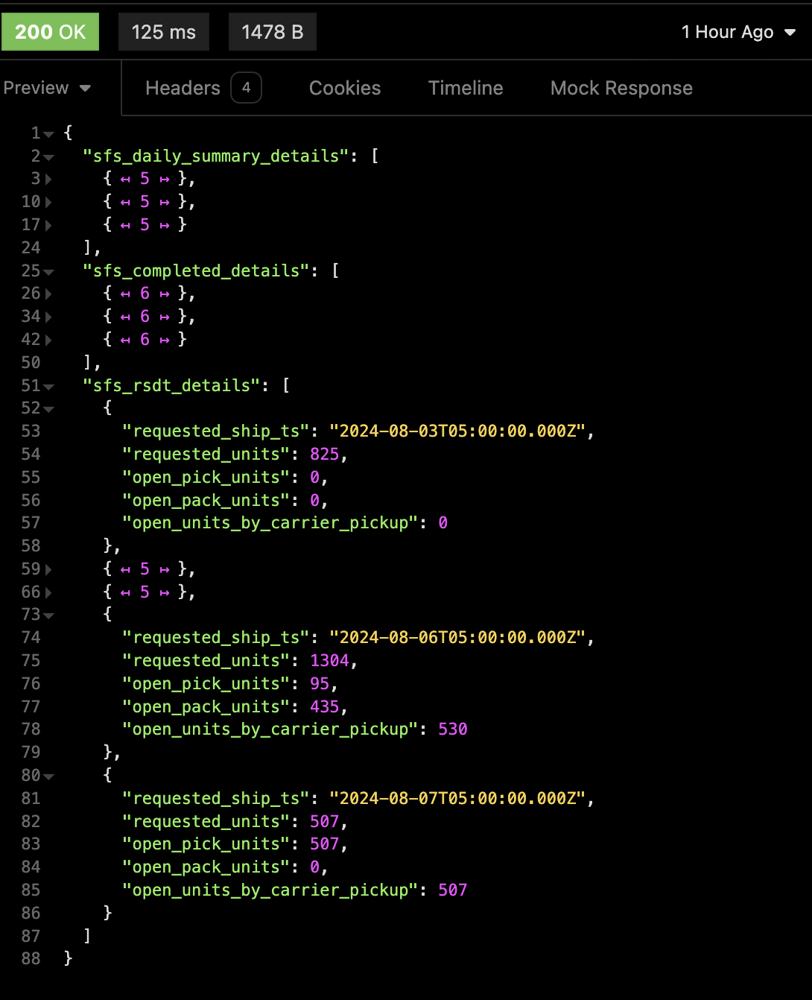 200 OK 125 ms 1478 B 1 Hour Ago
Preview Headers 4 Cookies Timeline Mock Response
1 {
2 "sfs_daily_summary_details": [
3 { ↤ 5 ↦ },
10 { ↤ 5 ↦ },
17 { ↤ 5 ↦ }
24 ],
25 "sfs_completed_details": [
26 { ↤ 6 ↦ },
34 { ↤ 6 ↦ },
42 { ↤ 6 ↦ }
50 ],
51 "sfs_rsdt_details": [
52 {
53 "requested_ship_ts": "2024-08-03T05:00:00.000Z",
54 "requested_units": 825,
55 "open_pick_units": 0,
56 "open_pack_units": 0,
57 "open_units_by_carrier_pickup": 0
58 },
59 { ↤ 5 ↦ },
66 { ↤ 5 ↦ },
73 {
74 "requested_ship_ts": "2024-08-06T05:00:00.000Z",
75 "requested_units": 1304,
76 "open_pick_units": 95,
77 "open_pack_units": 435,
78 "open_units_by_carrier_pickup": 530
79 },
80 {
81 "requested_ship_ts": "2024-08-07T05:00:00.000Z",
82 "requested_units": 507,
83 "open_pick_units": 507,
84 "open_pack_units": 0,
85 "open_units_by_carrier_pickup": 507
86 }
87 ]
88 }